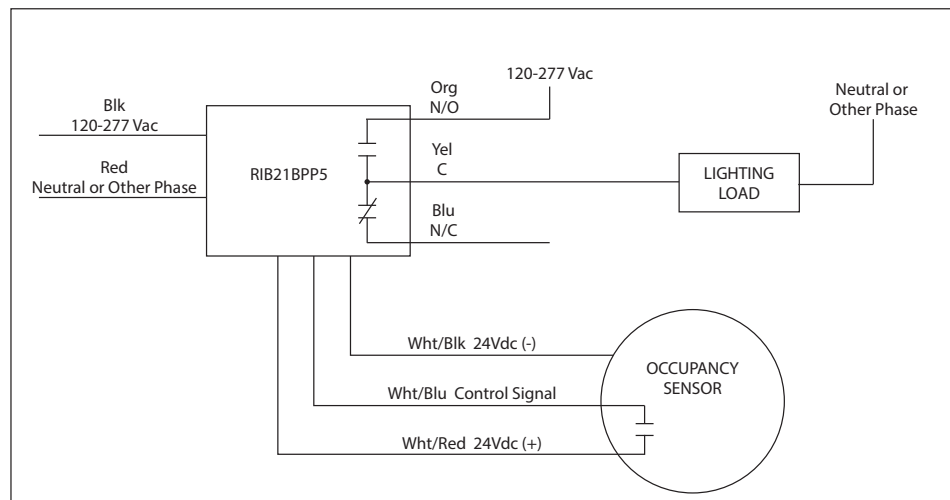 Blk
120-277 Vac
Red
Neutral or Other Phase
RIB21BPP5
Org
N/O
Yel
C
Blu
N/C
120-277 Vac
LIGHTING
LOAD
Neutral or
Other Phase
Wht/Blk 24Vdc (-)
Wht/Blu Control Signal
Wht/Red 24Vdc (+)
OCCUPANCY
SENSOR